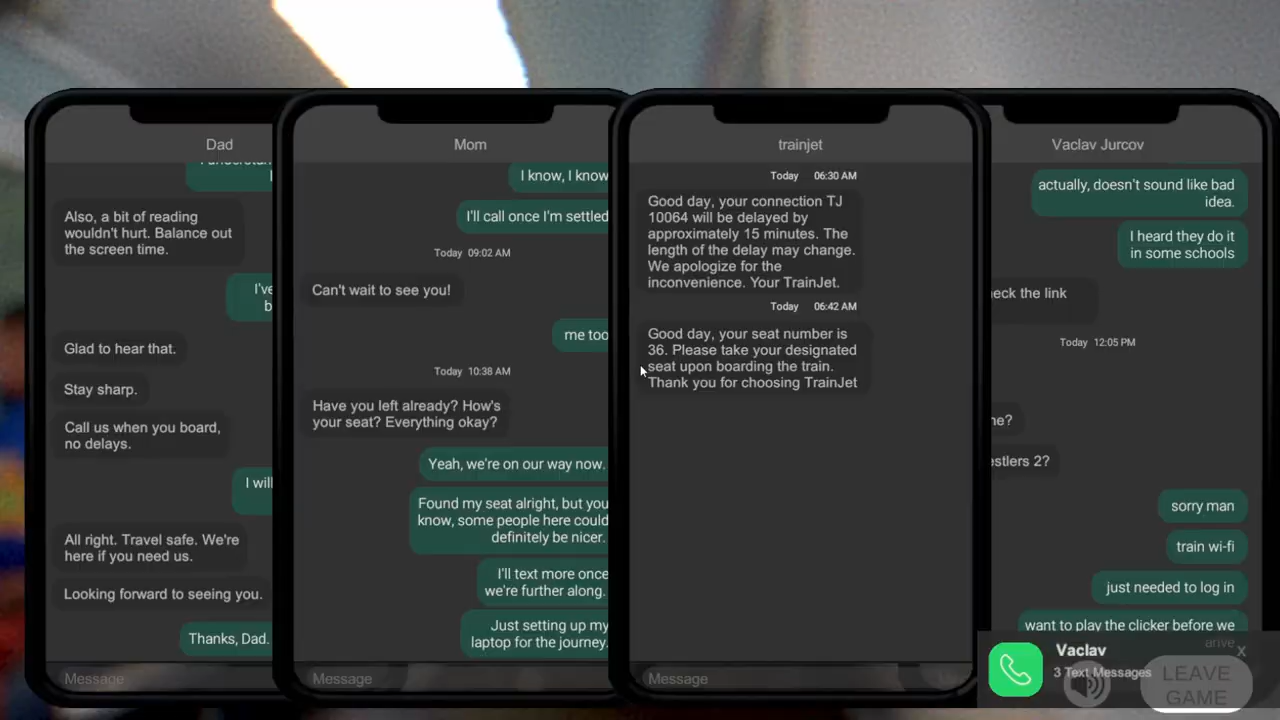 Dad
Also, a bit of reading
wouldn't hurt. Balance out
the screen time.
I've
Glad to hear that.
Stay sharp.
Call us when you board,
no delays.
I will
All right. Travel safe. We're
here if you need us.
Looking forward to seeing you.
Thanks, Dad.
Message
Mom
I know, I know
I'll call once I'm settled
Today 09:02 AM
Can't wait to see you!
me too
Today 10:38 AM
Have you left already? How's
your seat? Everything okay?
Yeah, we're on our way now.
Found my seat alright, but you
know, some people here could
definitely be nicer.
I'll text more once
we're further along.
Just setting up my
laptop for the journey.
Message
trainjet
Today 06:30 AM
Good day, your connection TJ
10064 will be delayed by
approximately 15 minutes. The
length of the delay may change.
We apologize for the
inconvenience. Your TrainJet.
Today 06:42 AM
Good day, your seat number is
36. Please take your designated
seat upon boarding the train.
Thank you for choosing TrainJet
Message
Vaclav Jurcov
actually, doesn't sound like bad
idea.
I heard they do it
in some schools
the link
Today 12:05 PM
2?
sorry man
train wi-fi
just needed to log in
want to play the clicker before we
Vaclav
3 Text Messages
x
LEAVE
GAME